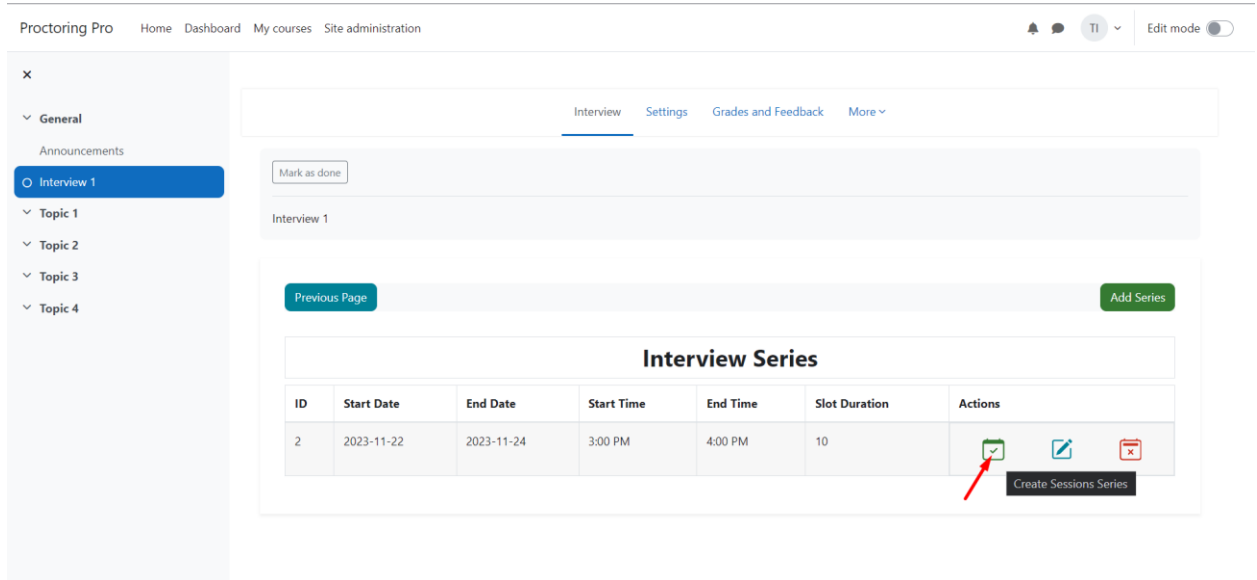 Proctoring Pro Home Dashboard My courses Site administration TI Edit mode
General
Announcements
Interview 1
Topic 1
Topic 2
Topic 3
Topic 4
Interview Settings Grades and Feedback More
Mark as done
Interview 1
Previous Page Add Series
Interview Series
ID Start Date End Date Start Time End Time Slot Duration Actions
2 2023-11-22 2023-11-24 3:00 PM 4:00 PM 10
Create Sessions Series